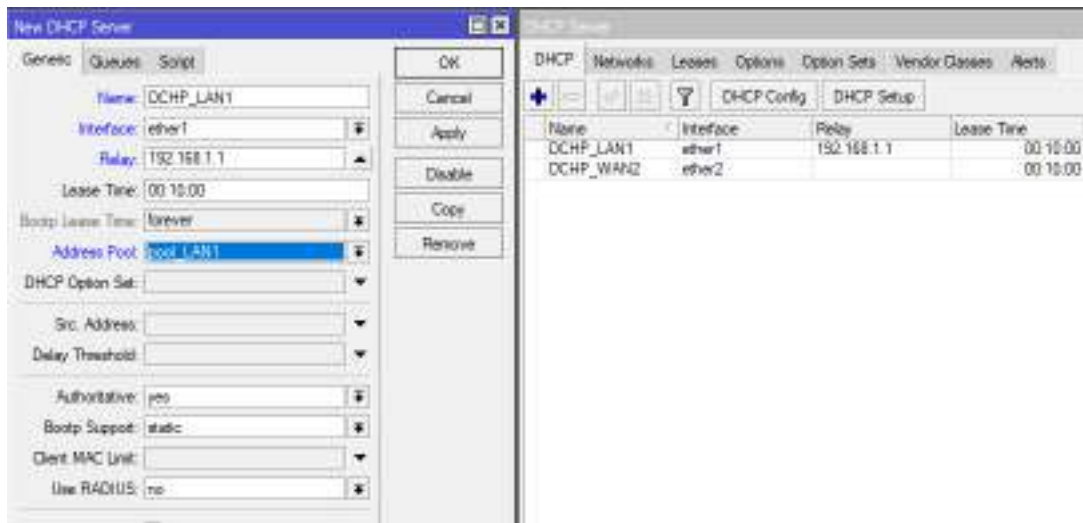 New DHCP Server
Generic Queues Script
Name: DCHP_LAN1
Interface: ether1
Relay: 192.168.1.1
Lease Time: 00:10:00
Bootp Lease Time: forever
Address Pool: pool_LAN1
DHCP Option Set:
Src. Address:
Delay Threshold:
Authoritative: yes
Bootp Support: static
Client MAC Limit:
Use RADIUS: no
OK
Cancel
Apply
Disable
Copy
Remove
DHCP Server
DHCP Networks Leases Options Option Sets Vendor Classes Alerts
DHCP Config DHCP Setup
Name Interface Relay Lease Time
DCHP_LAN1 ether1 192.168.1.1 00:10:00
DCHP_WAN2 ether2 00:10:00